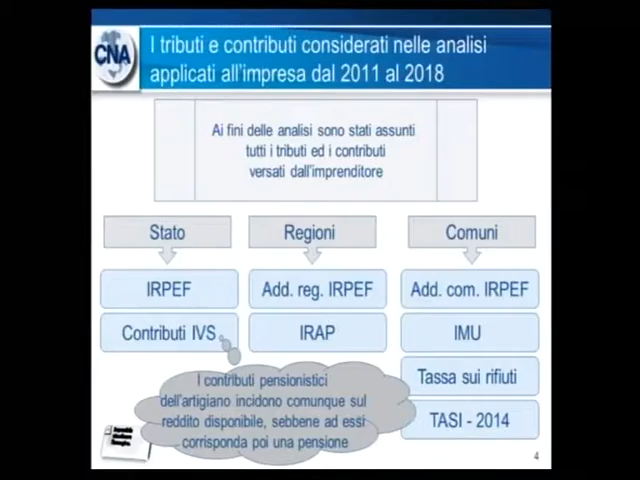 CNA
I tributi e contributi considerati nelle analisi
applicati all'impresa dal 2011 al 2018
Ai fini delle analisi sono stati assunti
tutti i tributi ed i contributi
versati dall'imprenditore
Stato
Regioni
Comuni
IRPEF
Add. reg. IRPEF
Add. com. IRPEF
Contributi IVS
IRAP
IMU
Tassa sui rifiuti
TASI - 2014
I contributi pensionistici
dell'artigiano incidono comunque sul
reddito disponibile, sebbene ad essi
corrisponda poi una pensione
4